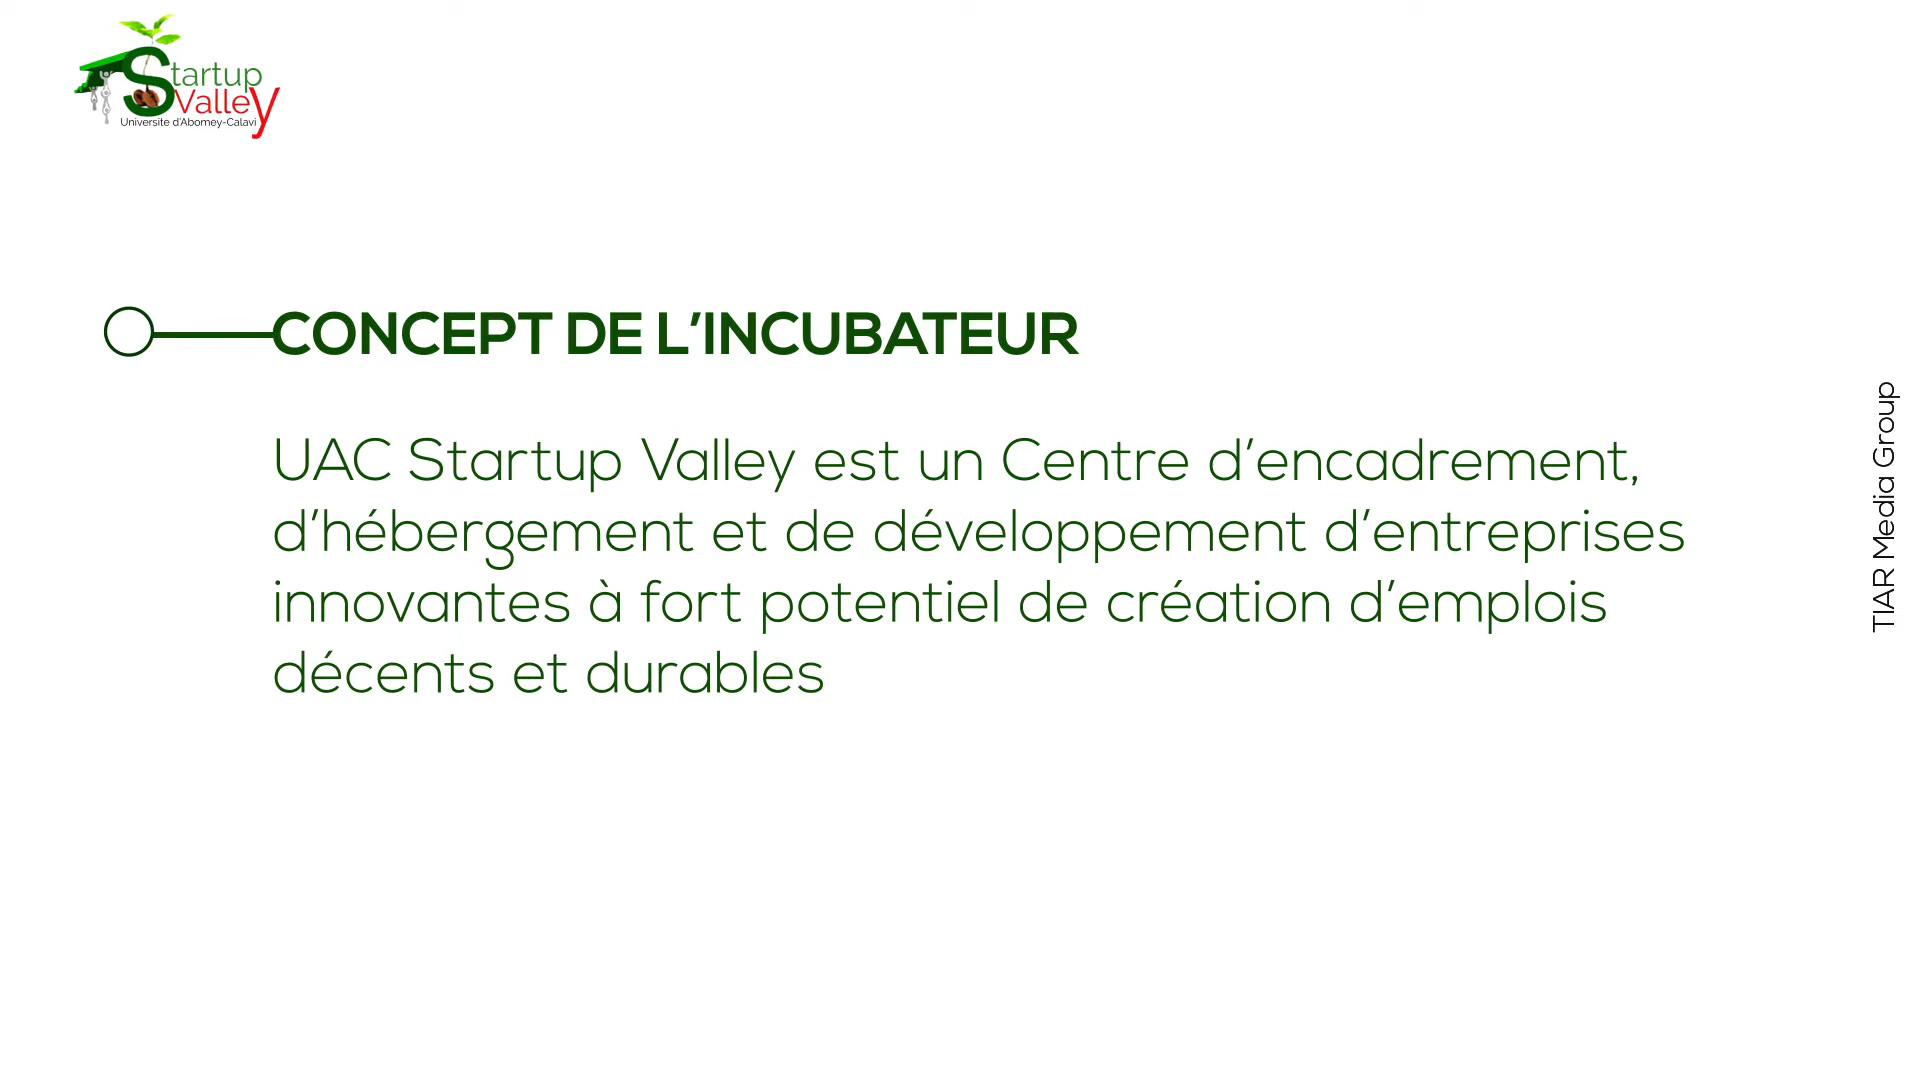 Startup
Valley
Universite d'Abomey-Calavi
CONCEPT DE L’INCUBATEUR
UAC Startup Valley est un Centre d’encadrement,
d’hébergement et de développement d’entreprises
innovantes à fort potentiel de création d’emplois
décents et durables
TIAR Media Group